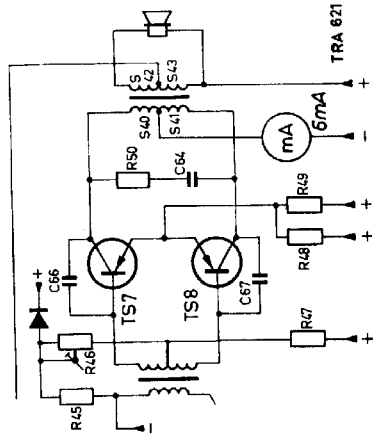 TRA 621
S
42
S43
S40
S41
mA
6mA
-
+
R50
C64
R49
R48
+
+
C66
TS7
TS8
C67
+
R46
R45
R47
+
-